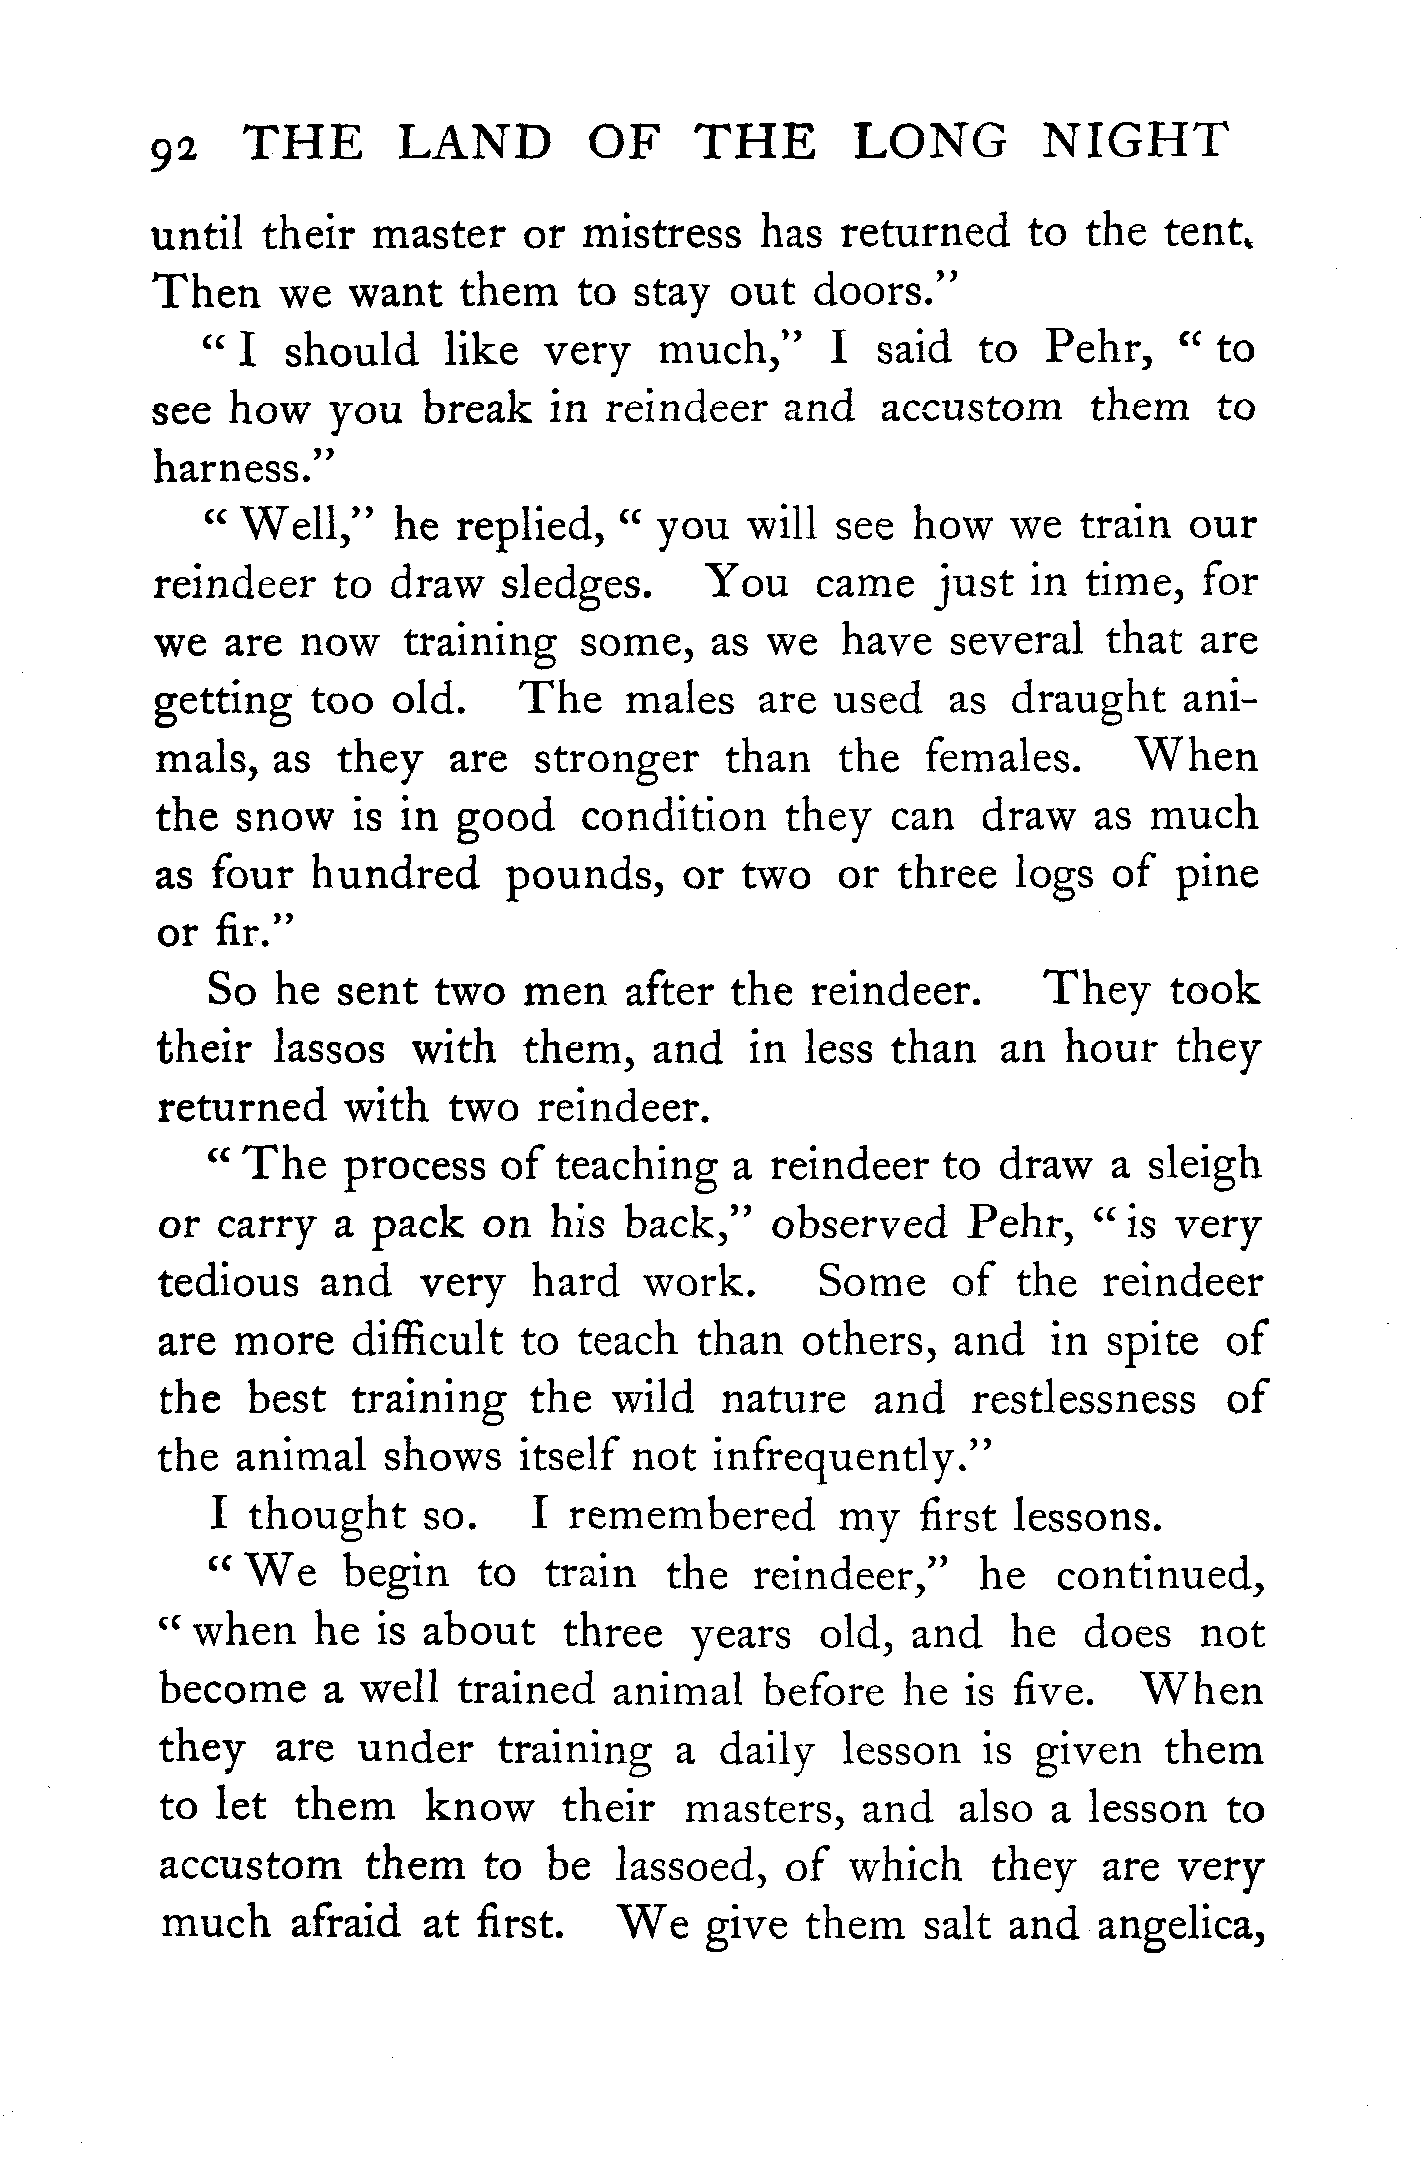 92 THE LAND OF THE LONG NIGHT
until their master or mistress has returned to the tent.
Then we want them to stay out doors.”
“ I should like very much,” I said to Pehr, “ to
see how you break in reindeer and accustom them to
harness.”
“ Well,” he replied, “ you will see how we train our
reindeer to draw sledges. You came just in time, for
we are now training some, as we have several that are
getting too old. The males are used as draught ani-
mals, as they are stronger than the females. When
the snow is in good condition they can draw as much
as four hundred pounds, or two or three logs of pine
or fir.”
So he sent two men after the reindeer. They took
their lassos with them, and in less than an hour they
returned with two reindeer.
“ The process of teaching a reindeer to draw a sleigh
or carry a pack on his back,” observed Pehr, “ is very
tedious and very hard work. Some of the reindeer
are more difficult to teach than others, and in spite of
the best training the wild nature and restlessness of
the animal shows itself not infrequently.”
I thought so. I remembered my first lessons.
“ We begin to train the reindeer,” he continued,
“ when he is about three years old, and he does not
become a well trained animal before he is five. When
they are under training a daily lesson is given them
to let them know their masters, and also a lesson to
accustom them to be lassoed, of which they are very
much afraid at first. We give them salt and angelica,